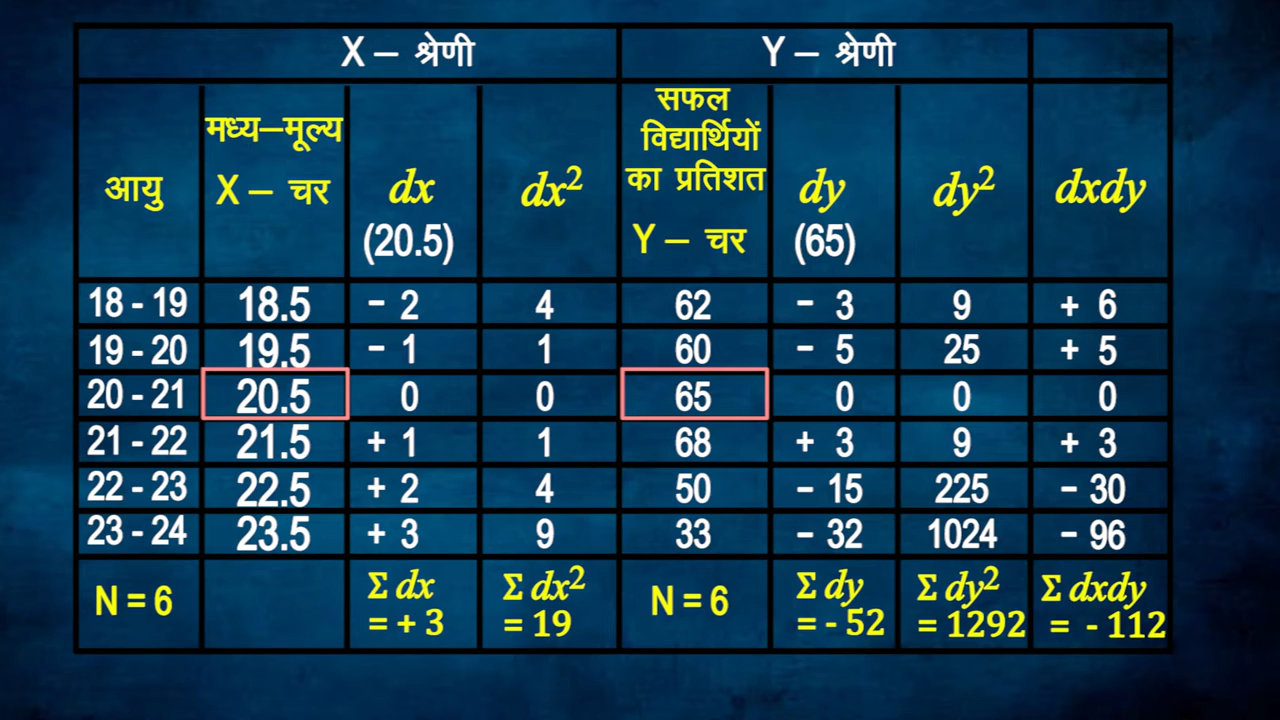 X – श्रेणी Y – श्रेणी
आयु मध्य–मूल्य X – चर dx (20.5) dx² सफल विद्यार्थियों का प्रतिशत Y – चर dy (65) dy² dxdy
18 - 19 18.5 - 2 4 62 - 3 9 + 6
19 - 20 19.5 - 1 1 60 - 5 25 + 5
20 - 21 20.5 0 0 65 0 0 0
21 - 22 21.5 + 1 1 68 + 3 9 + 3
22 - 23 22.5 + 2 4 50 - 15 225 - 30
23 - 24 23.5 + 3 9 33 - 32 1024 - 96
N = 6 Σ dx = + 3 Σ dx² = 19 N = 6 Σ dy = - 52 Σ dy² = 1292 Σ dxdy = - 112